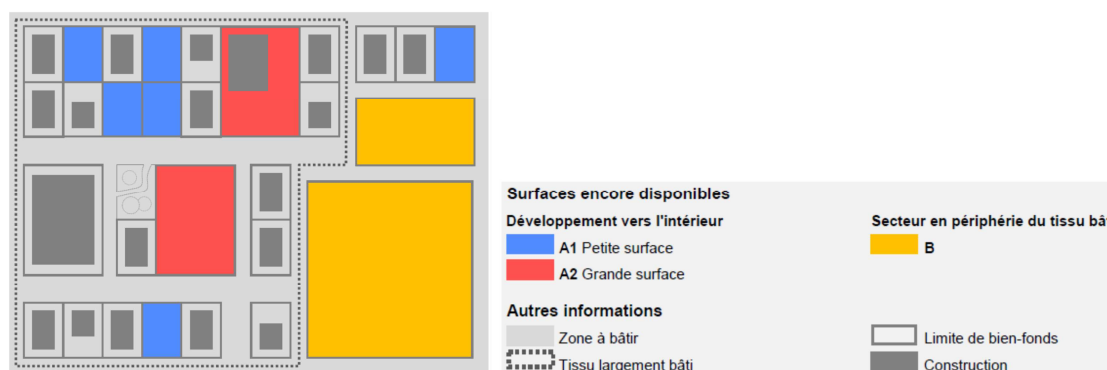 Surfaces encore disponibles
Développement vers l'intérieur
A1 Petite surface
A2 Grande surface
Secteur en périphérie du tissu
B
Autres informations
Zone à bâtir
Tissu largement bâti
Limite de bien-fonds
Construction